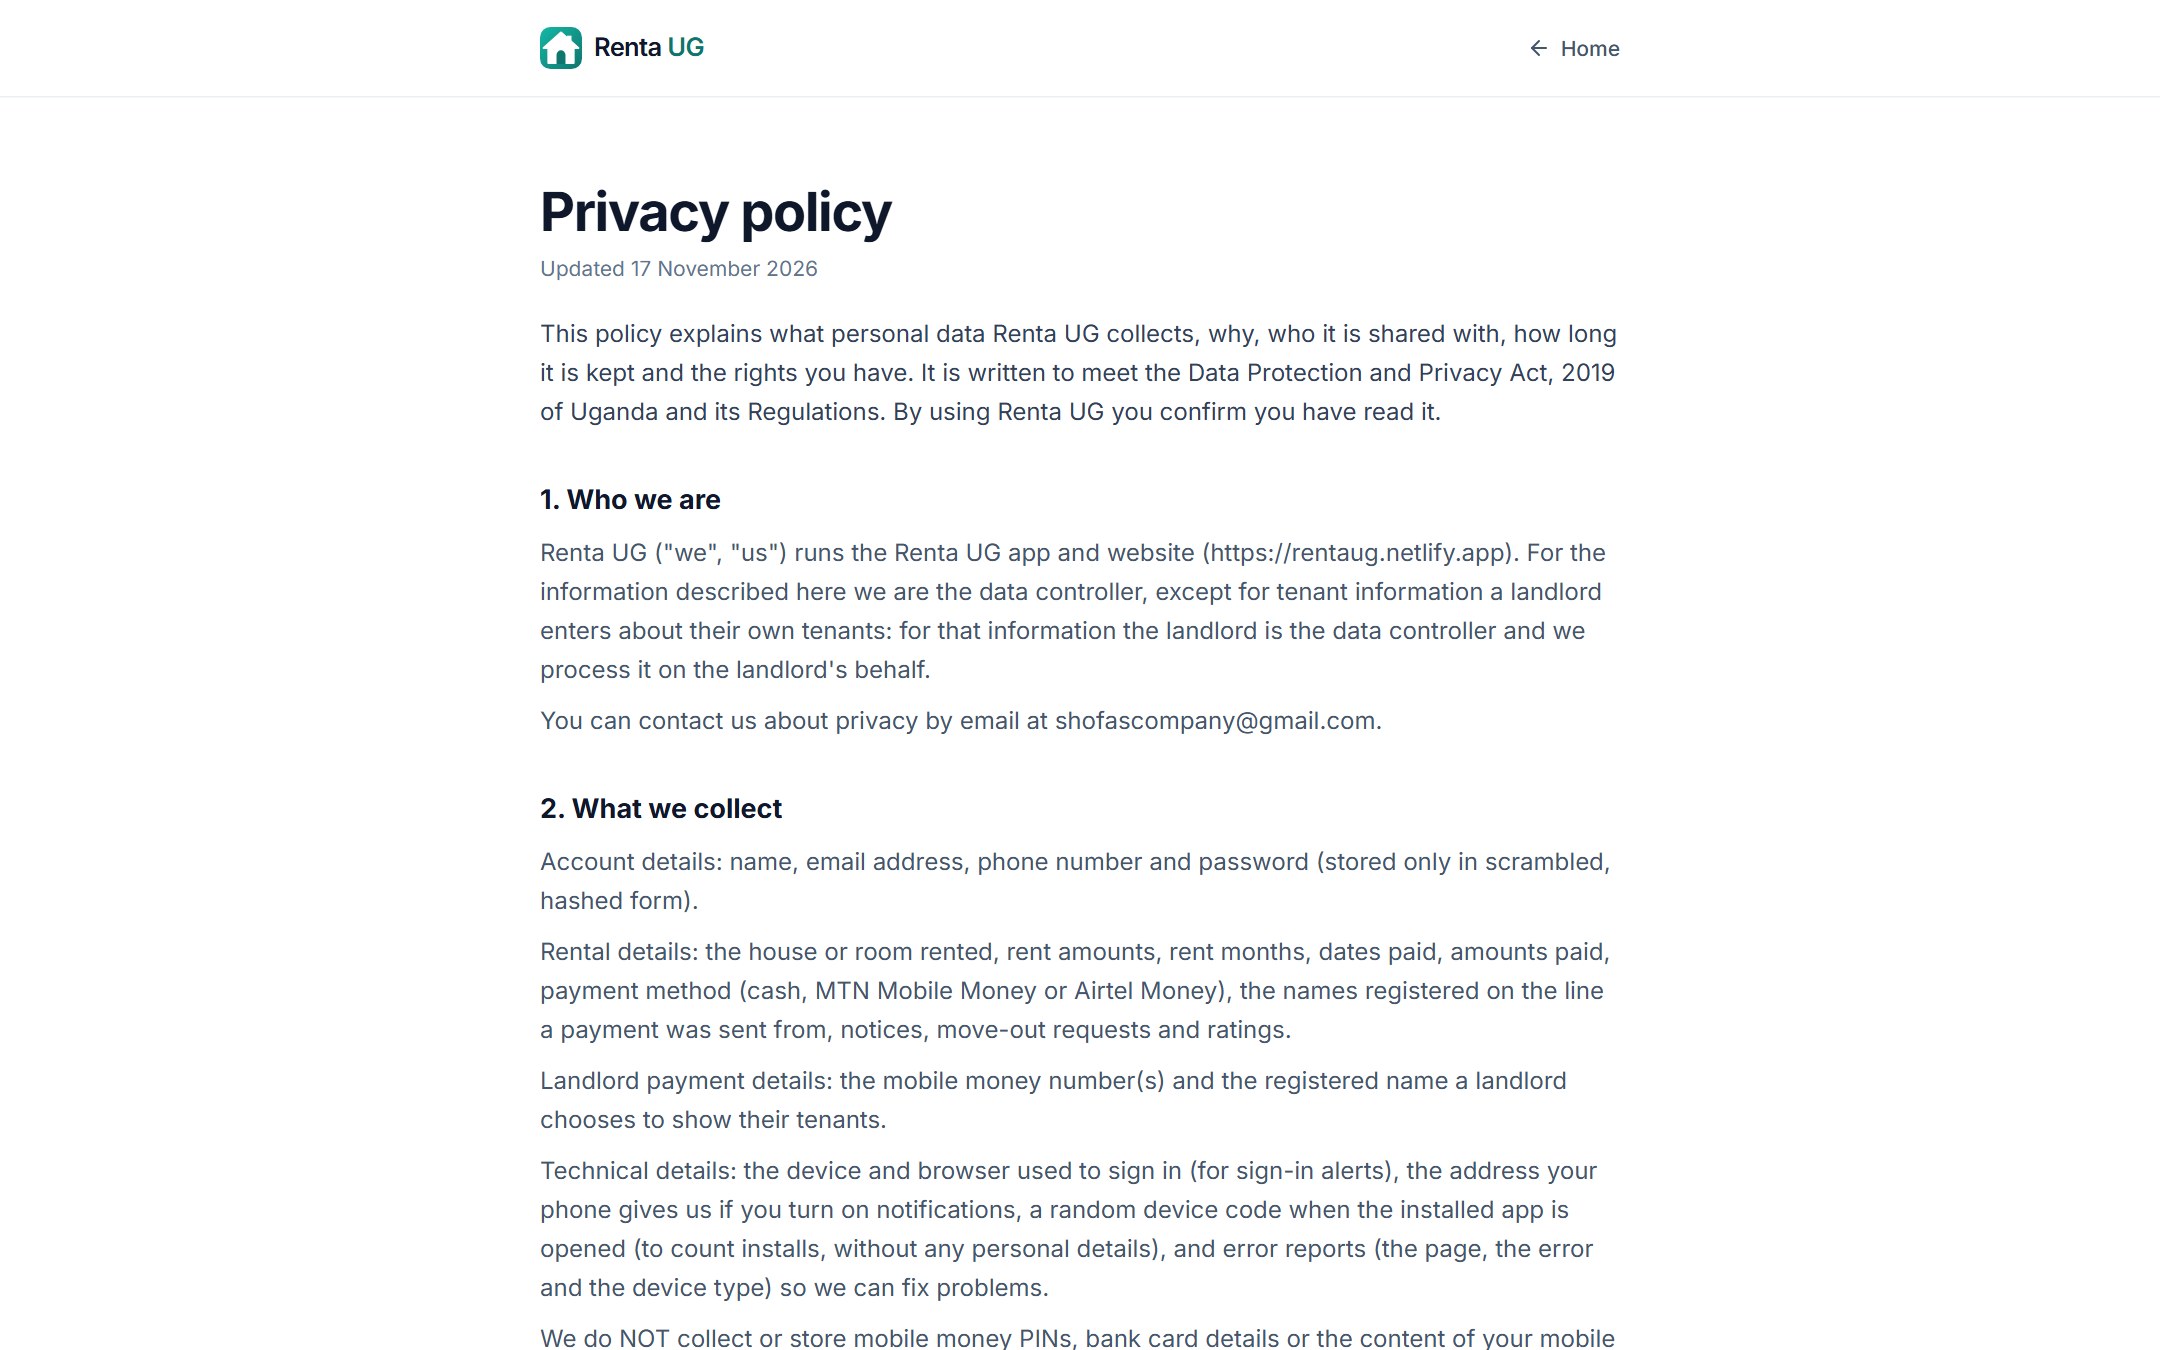 Renta UG
← Home
Privacy policy
Updated 17 November 2026
This policy explains what personal data Renta UG collects, why, who it is shared with, how long
it is kept and the rights you have. It is written to meet the Data Protection and Privacy Act, 2019
of Uganda and its Regulations. By using Renta UG you confirm you have read it.
1. Who we are
Renta UG ("we", "us") runs the Renta UG app and website (https://rentaug.netlify.app). For the
information described here we are the data controller, except for tenant information a landlord
enters about their own tenants: for that information the landlord is the data controller and we
process it on the landlord's behalf.
You can contact us about privacy by email at shofascompany@gmail.com.
2. What we collect
Account details: name, email address, phone number and password (stored only in scrambled,
hashed form).
Rental details: the house or room rented, rent amounts, rent months, dates paid, amounts paid,
payment method (cash, MTN Mobile Money or Airtel Money), the names registered on the line
a payment was sent from, notices, move-out requests and ratings.
Landlord payment details: the mobile money number(s) and the registered name a landlord
chooses to show their tenants.
Technical details: the device and browser used to sign in (for sign-in alerts), the address your
phone gives us if you turn on notifications, a random device code when the installed app is
opened (to count installs, without any personal details), and error reports (the page, the error
and the device type) so we can fix problems.
We do NOT collect or store mobile money PINs, bank card details or the content of your mobile